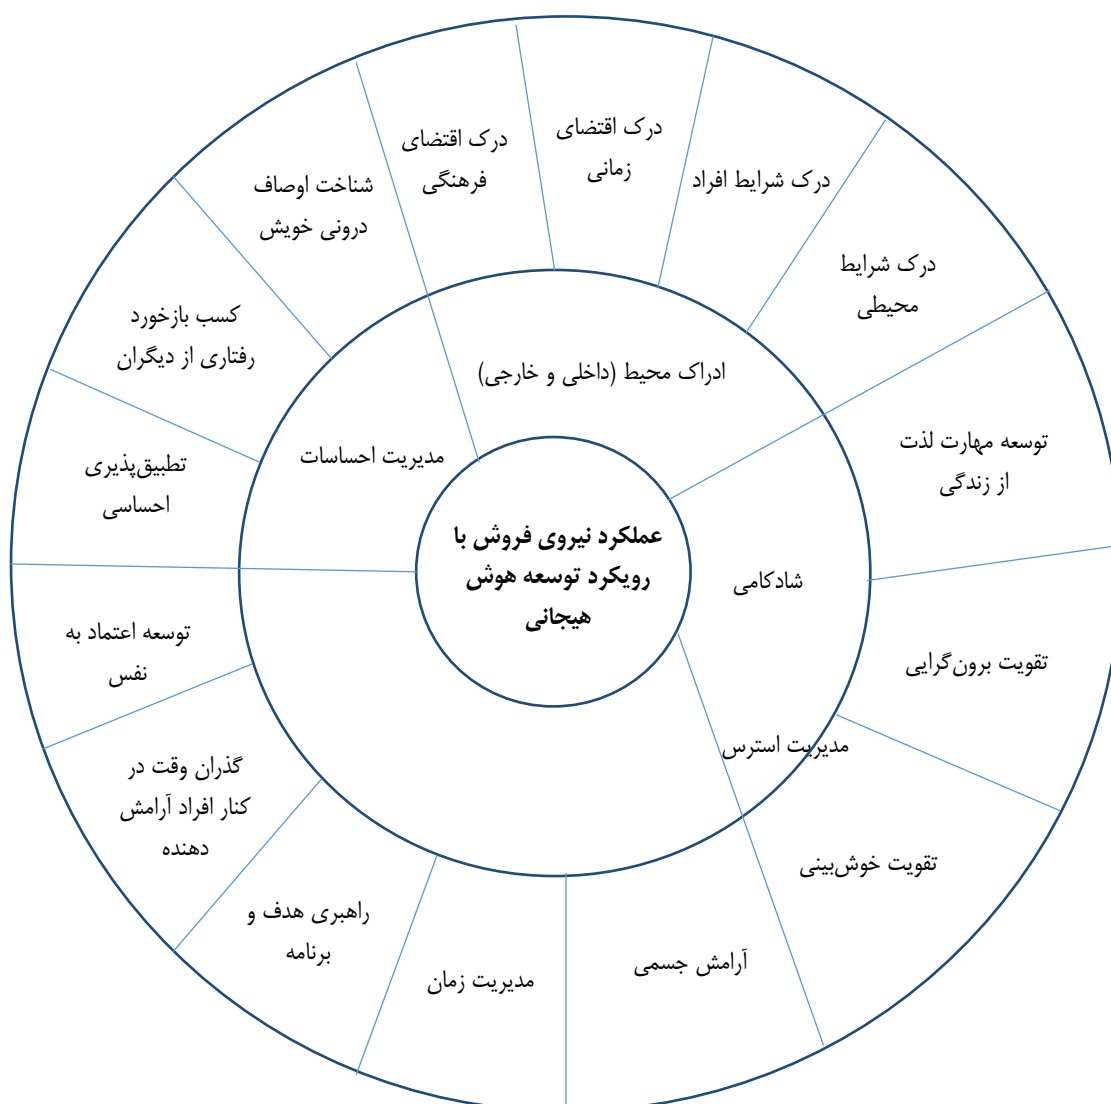 درک اقتضای
زمانی
درک اقتضای
فرهنگی
درک شرایط افراد
شناخت اوصاف
درونی خویش
درک شرایط
محیطی
کسب بازخورد
رفتاری از دیگران
ادراک محیط (داخلی و خارجی)
توسعه مهارت لذت
از زندگی
مدیریت احساسات
تطبیق‌پذیری
احساسی
عملکرد نیروی فروش با
رویکرد توسعه هوش
هیجانی
شادکامی
توسعه اعتماد به
نفس
تقویت برون‌گرایی
مدیریت استرس
گذران وقت در
کنار افراد آرامش
دهنده
تقویت خوش‌بینی
راهبری هدف و
برنامه
آرامش جسمی
مدیریت زمان